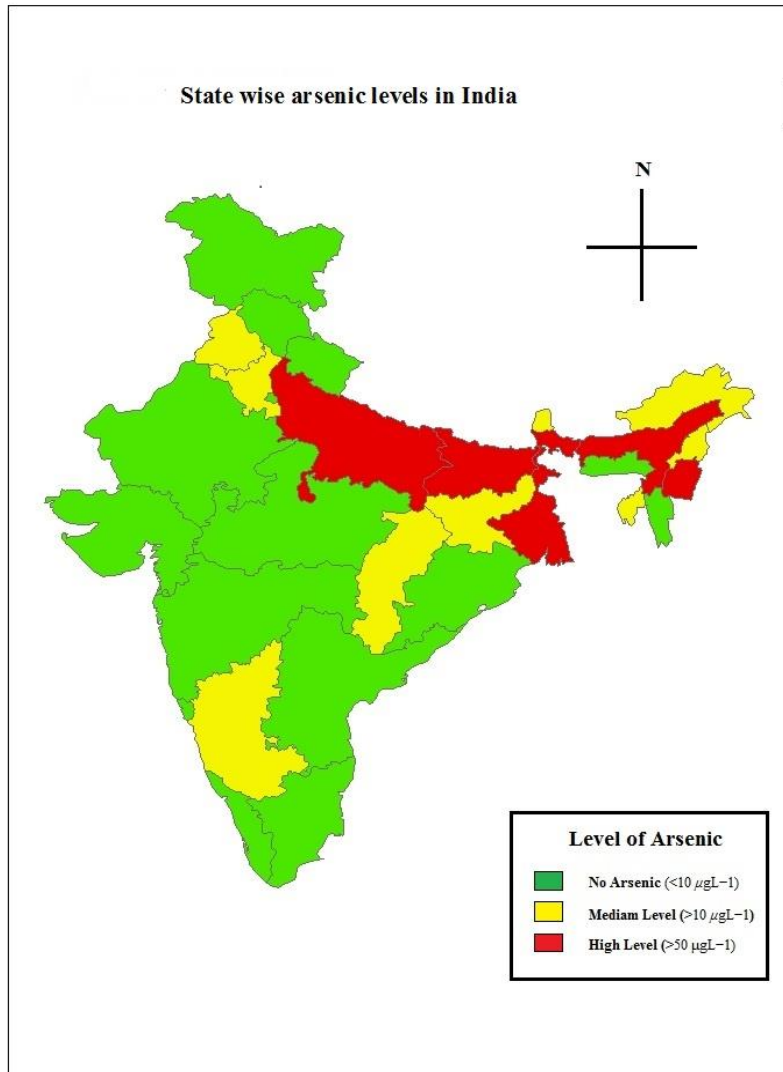 State wise arsenic levels in India
N
Level of Arsenic
No Arsenic (<10 µgL−1)
Mediam Level (>10 µgL−1)
High Level (>50 µgL−1)